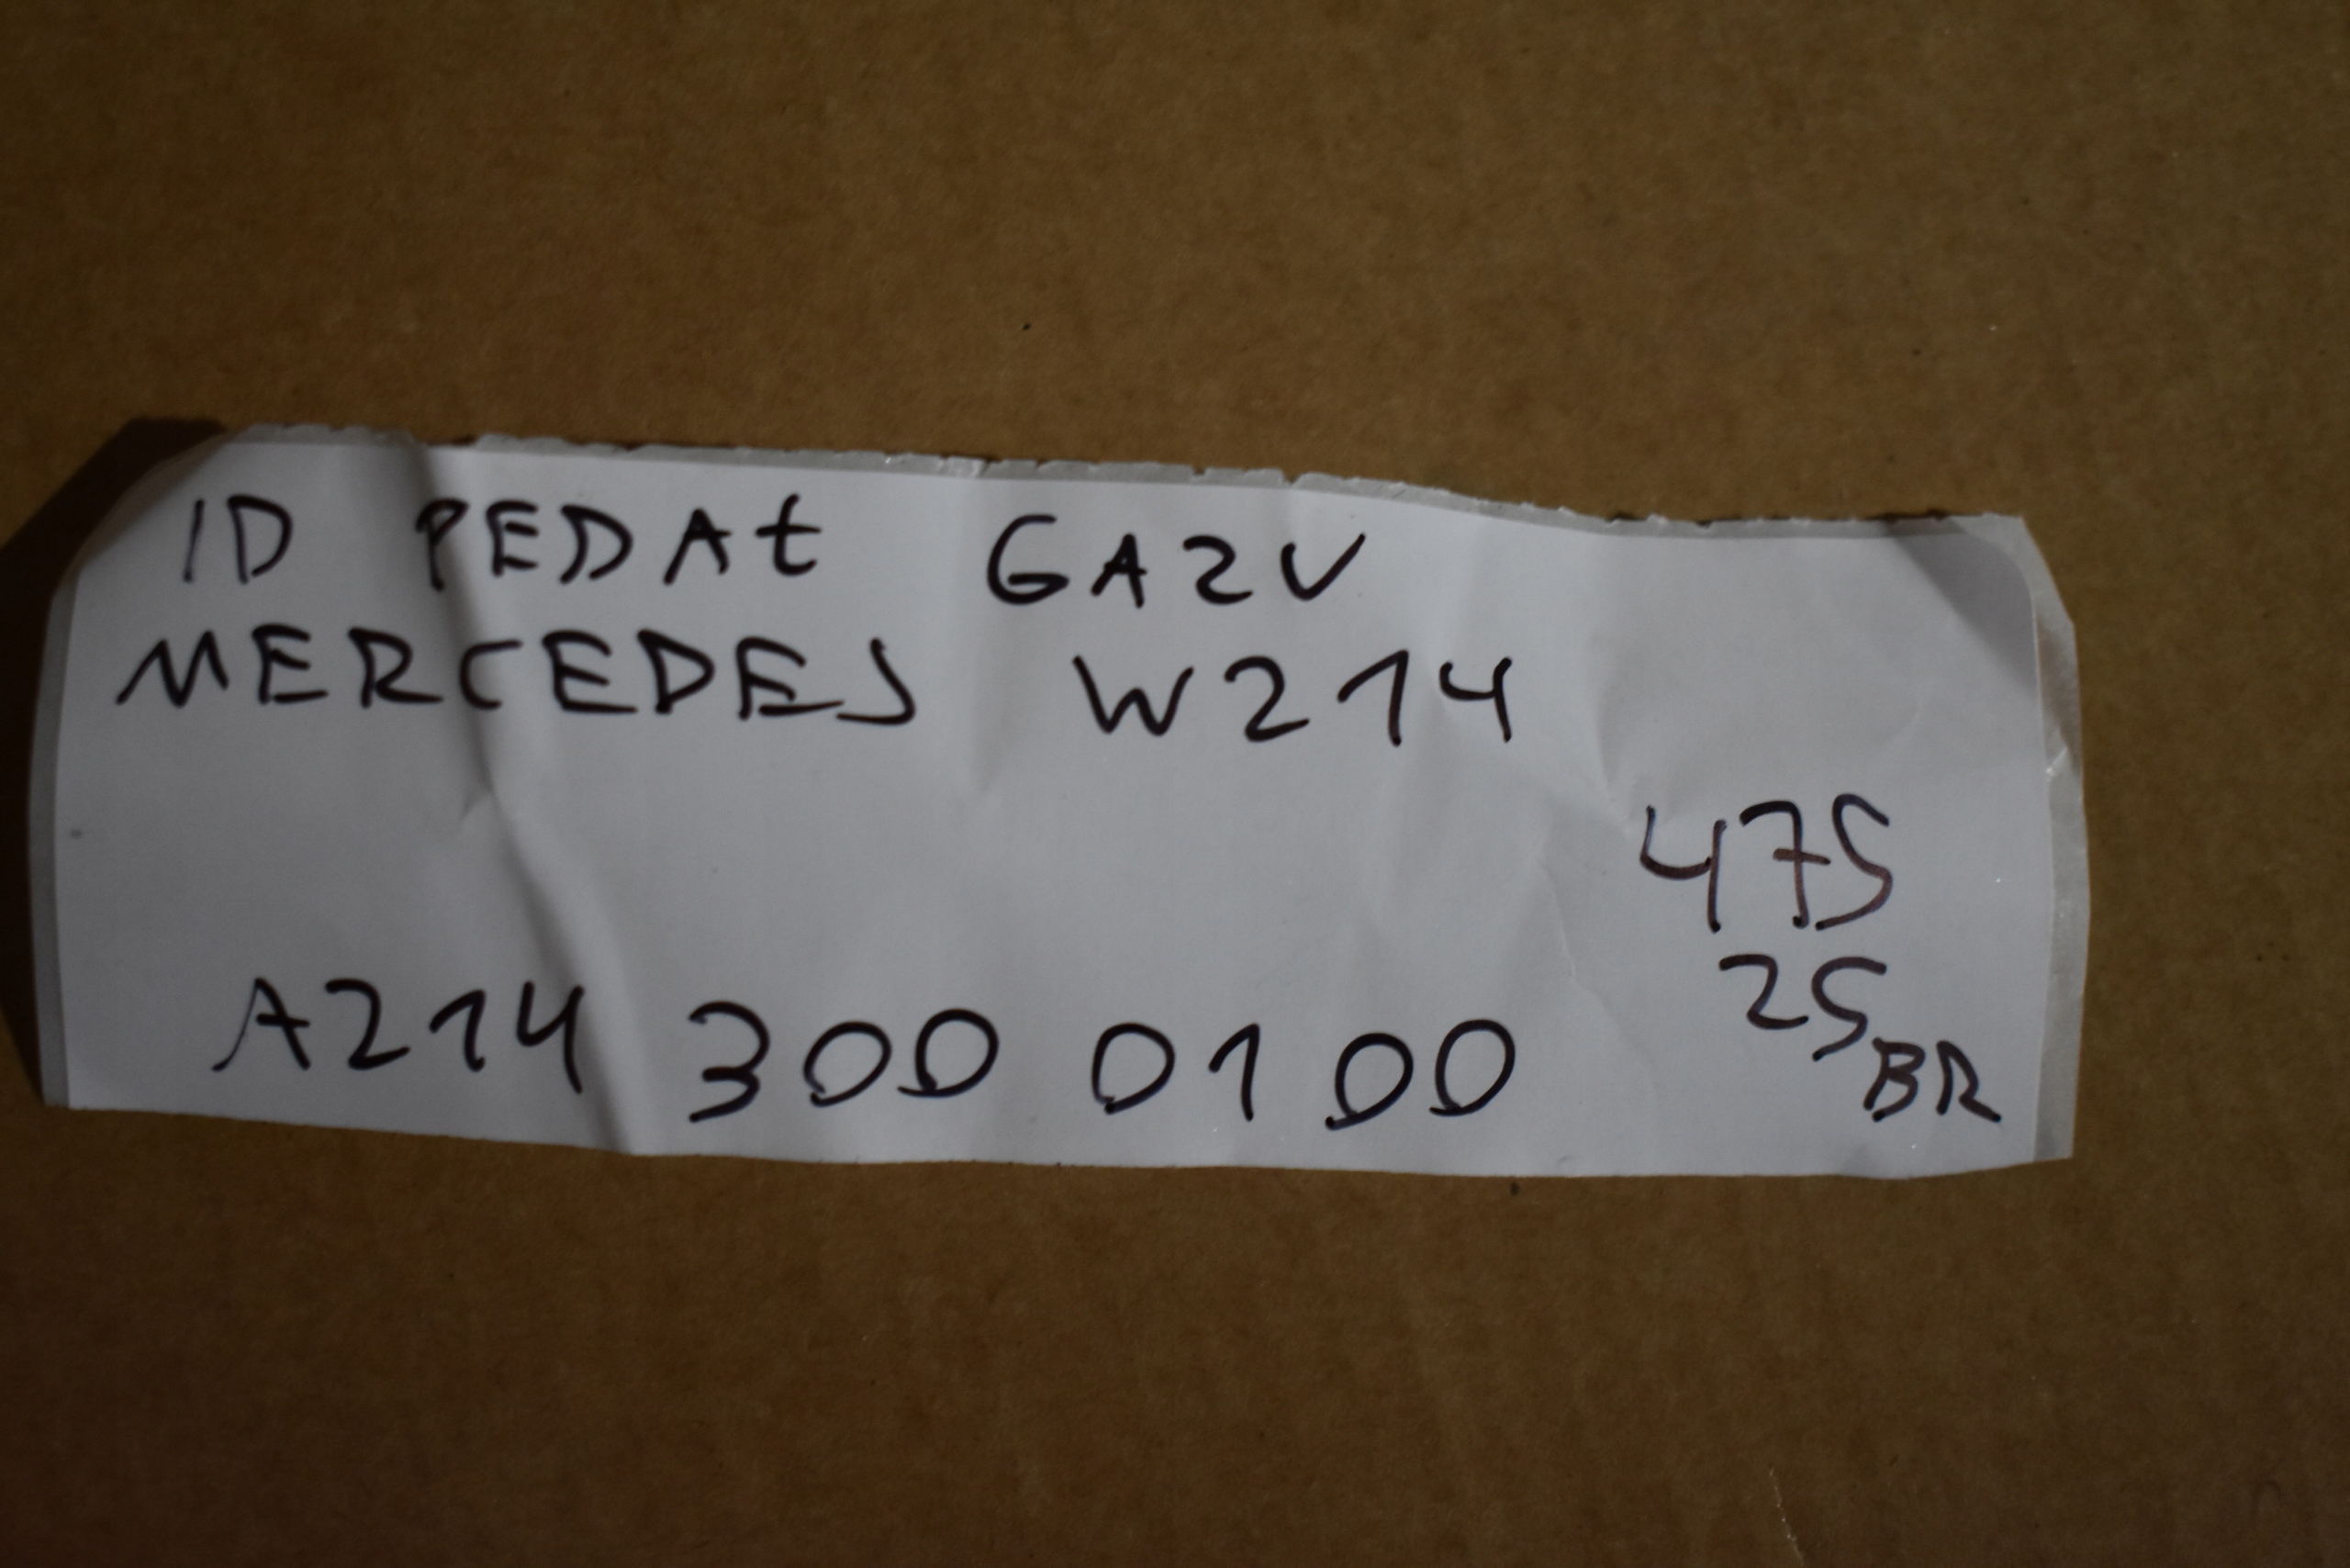 ID PEDAŁ GAZU
MERCEDES W214
475
25
BR
A214 300 01 00